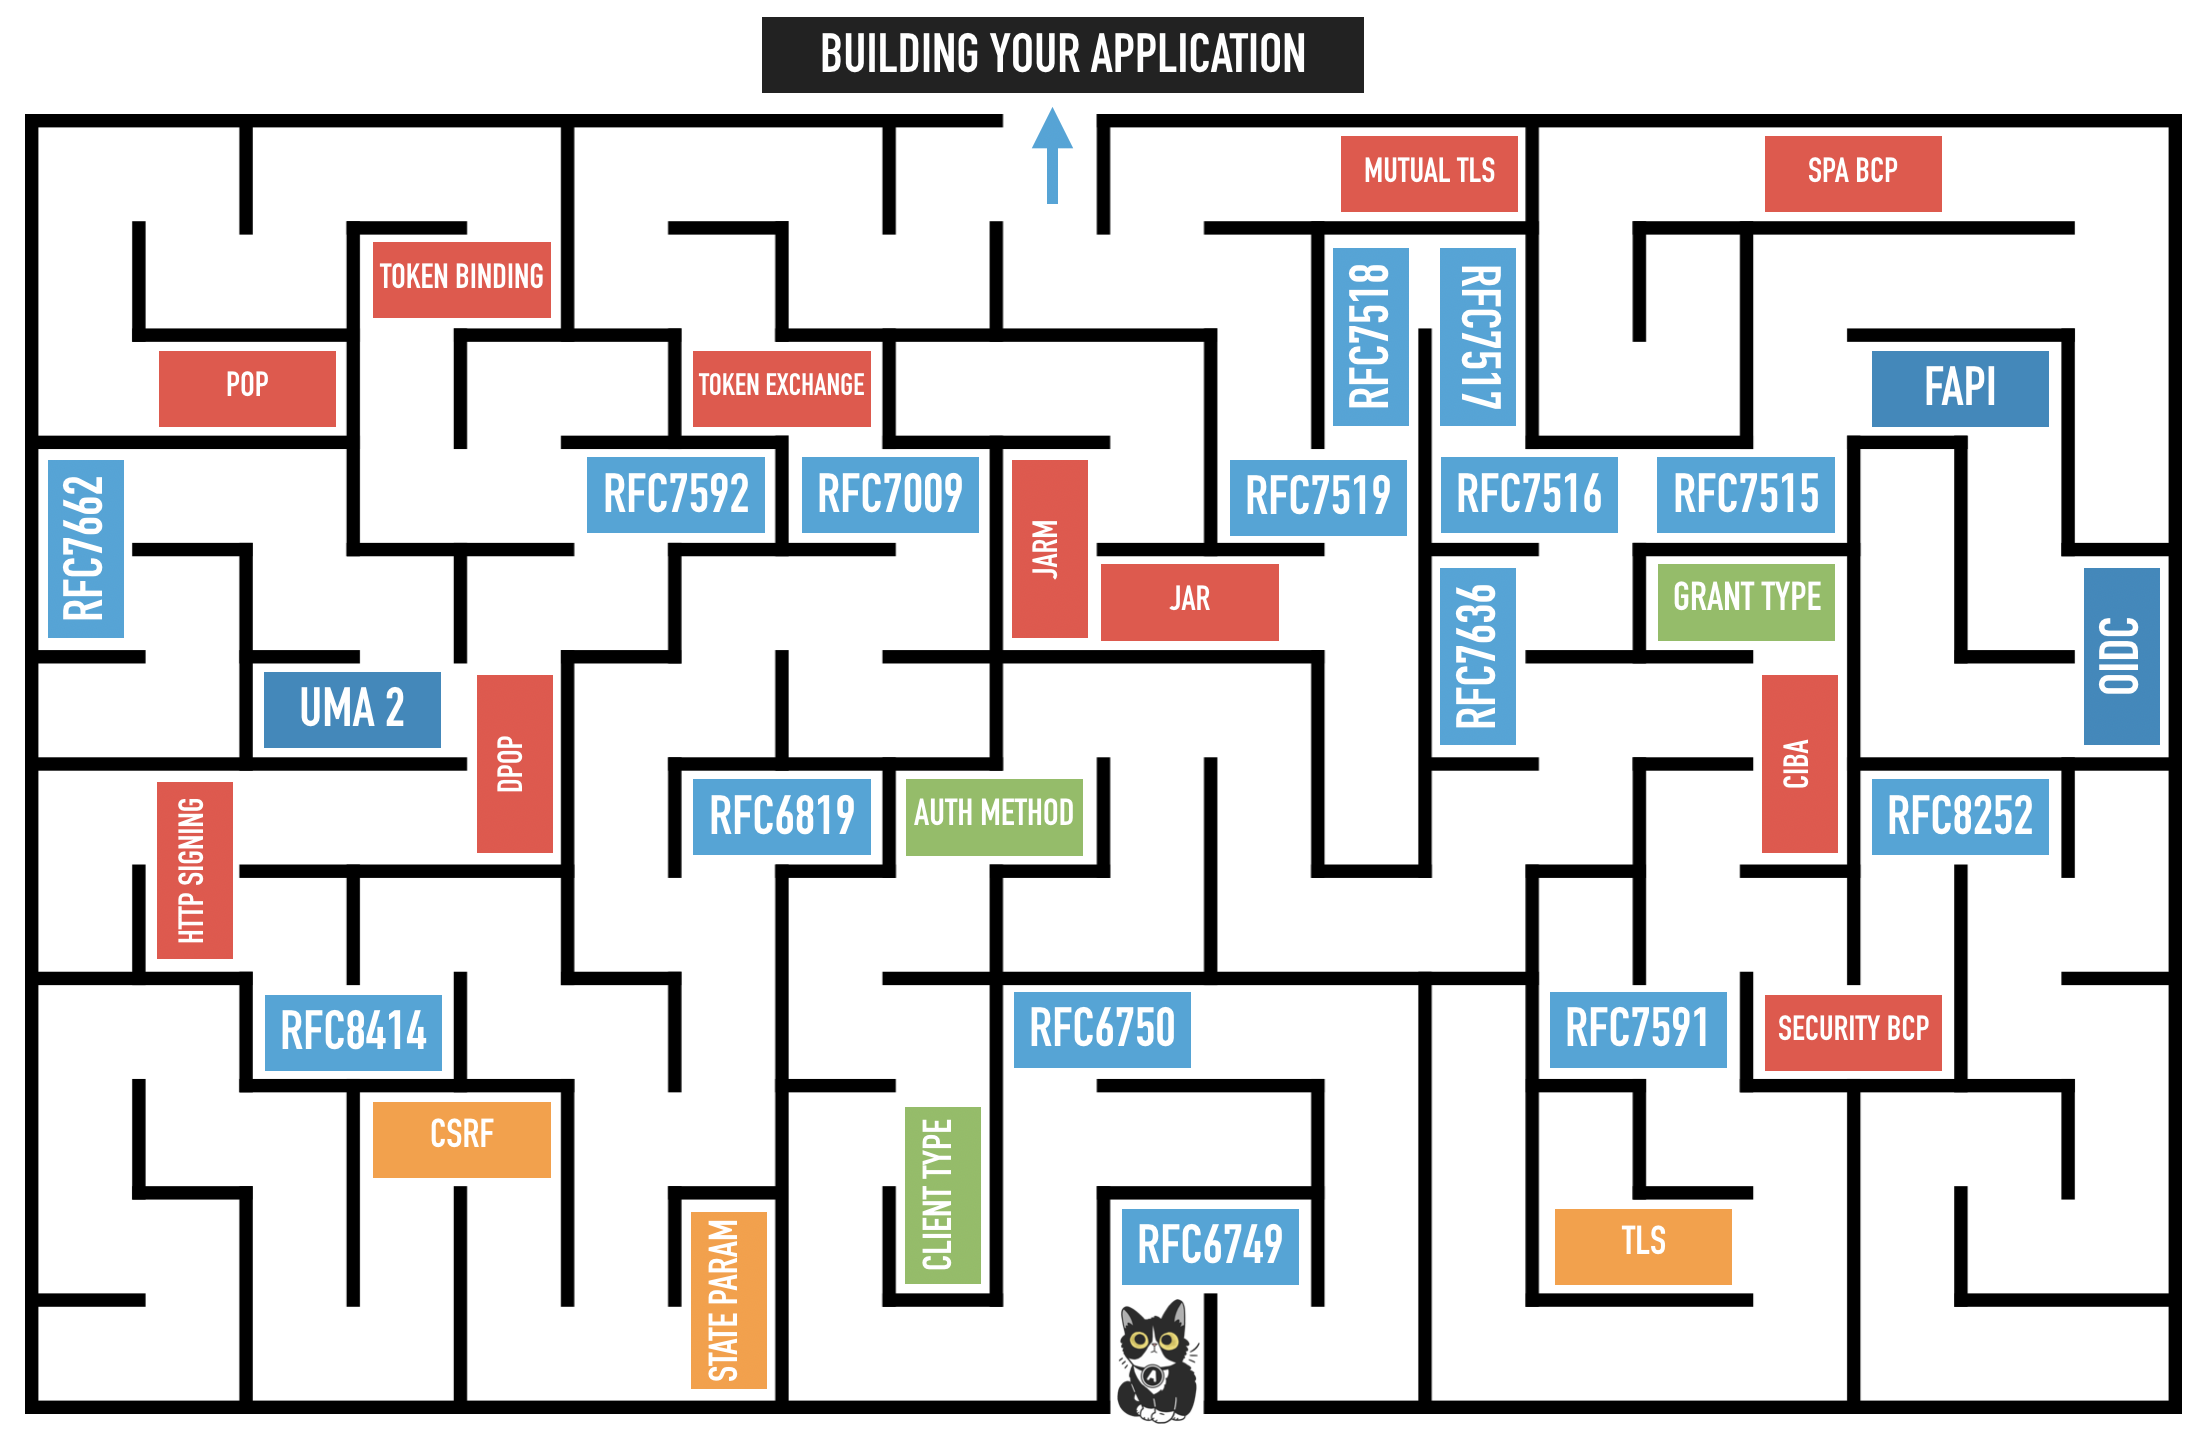 BUILDING YOUR APPLICATION
MUTUAL TLS
SPA BCP
TOKEN BINDING
RFC7518
RFC7517
POP
TOKEN EXCHANGE
FAPI
RFC7662
RFC7592
RFC7009
JARM
RFC7519
RFC7516
RFC7515
JAR
RFC7636
GRANT TYPE
OIDC
UMA 2
DPOP
CIBA
HTTP SIGNING
RFC6819
AUTH METHOD
RFC8252
RFC8414
RFC6750
RFC7591
SECURITY BCP
CSRF
CLIENT TYPE
STATE PARAM
RFC6749
TLS